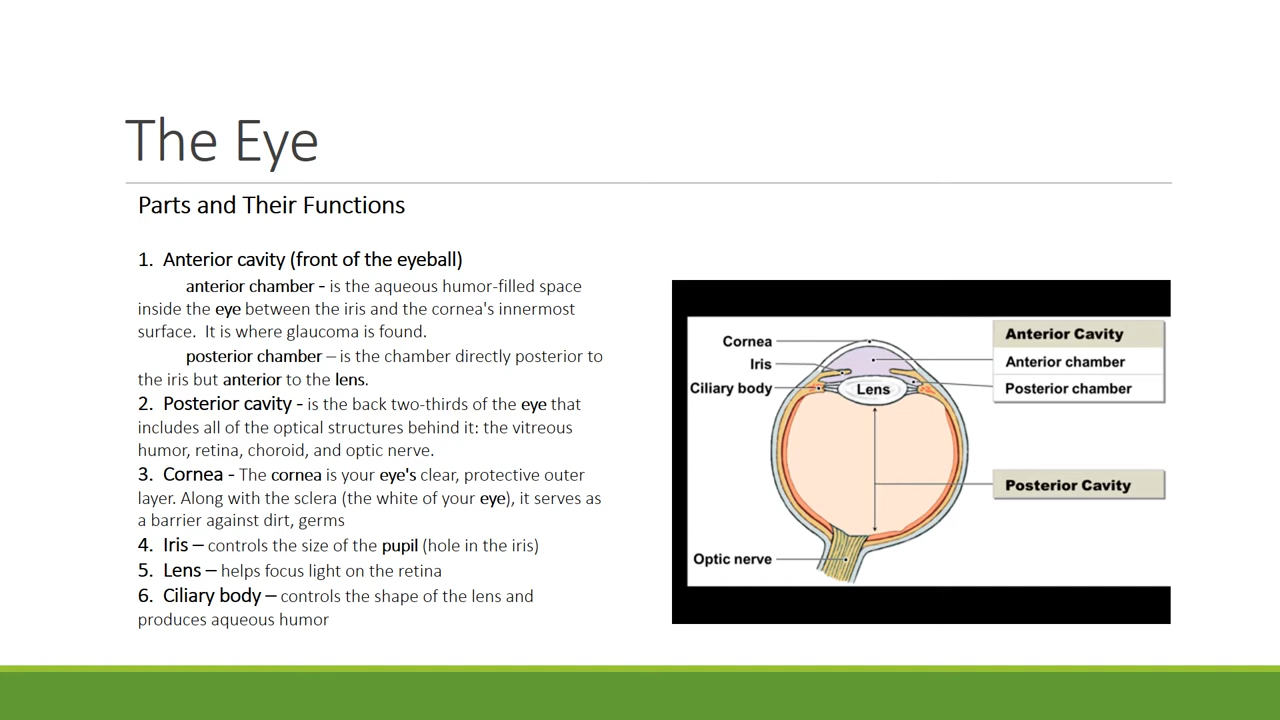 The Eye
Parts and Their Functions
1. Anterior cavity (front of the eyeball)
anterior chamber - is the aqueous humor-filled space
inside the eye between the iris and the cornea's innermost
surface. It is where glaucoma is found.
posterior chamber – is the chamber directly posterior to
the iris but anterior to the lens.
2. Posterior cavity - is the back two-thirds of the eye that
includes all of the optical structures behind it: the vitreous
humor, retina, choroid, and optic nerve.
3. Cornea - The cornea is your eye's clear, protective outer
layer. Along with the sclera (the white of your eye), it serves as
a barrier against dirt, germs
4. Iris – controls the size of the pupil (hole in the iris)
5. Lens – helps focus light on the retina
6. Ciliary body – controls the shape of the lens and
produces aqueous humor
Cornea
Iris
Ciliary body
Lens
Optic nerve
Anterior Cavity
Anterior chamber
Posterior chamber
Posterior Cavity